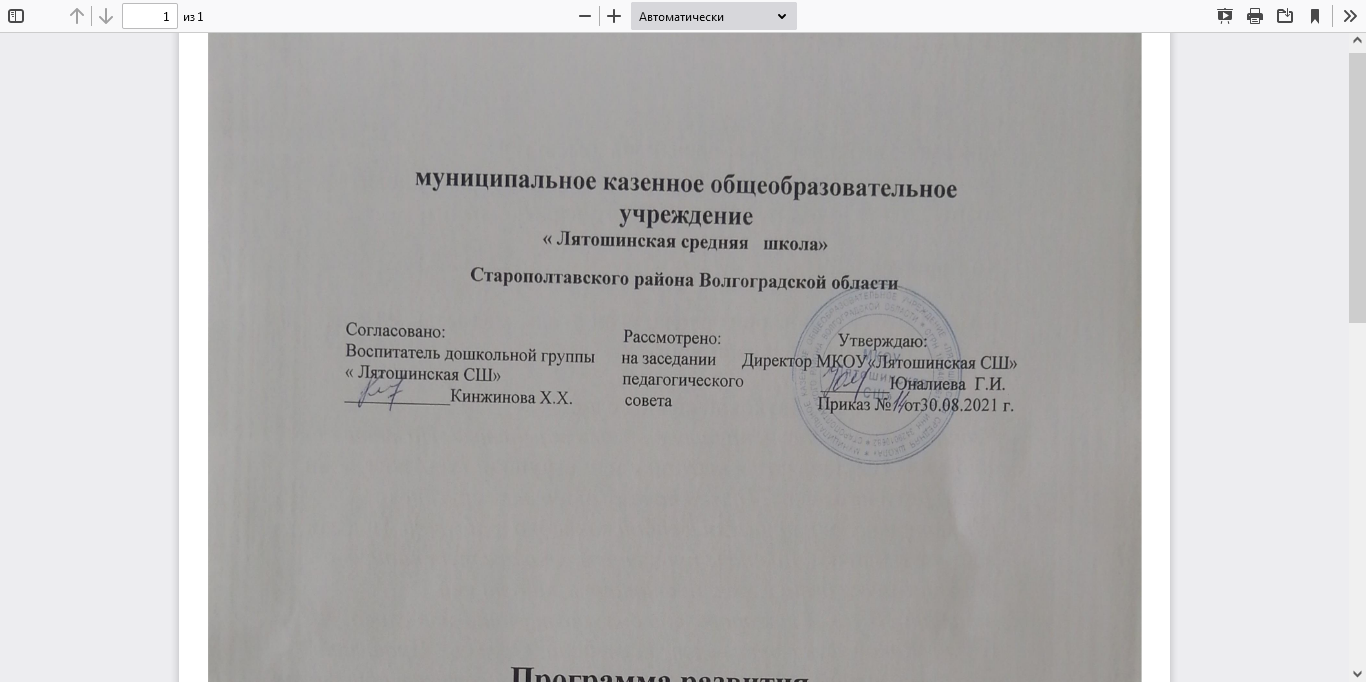 1 из 1 Автоматически
муниципальное казенное общеобразовательное
учреждение
« Лятошинская средняя школа»
Старополтавского района Волгоградской области
Согласовано:
Воспитатель дошкольной группы
« Лятошинская СШ»
Кинжинова Х.Х.
Рассмотрено:
на заседании
педагогического
совета
Утверждаю:
Директор МКОУ«Лятошинская СШ»
Юналиева Г.И.
Приказ № от30.08.2021 г.
Программа развития